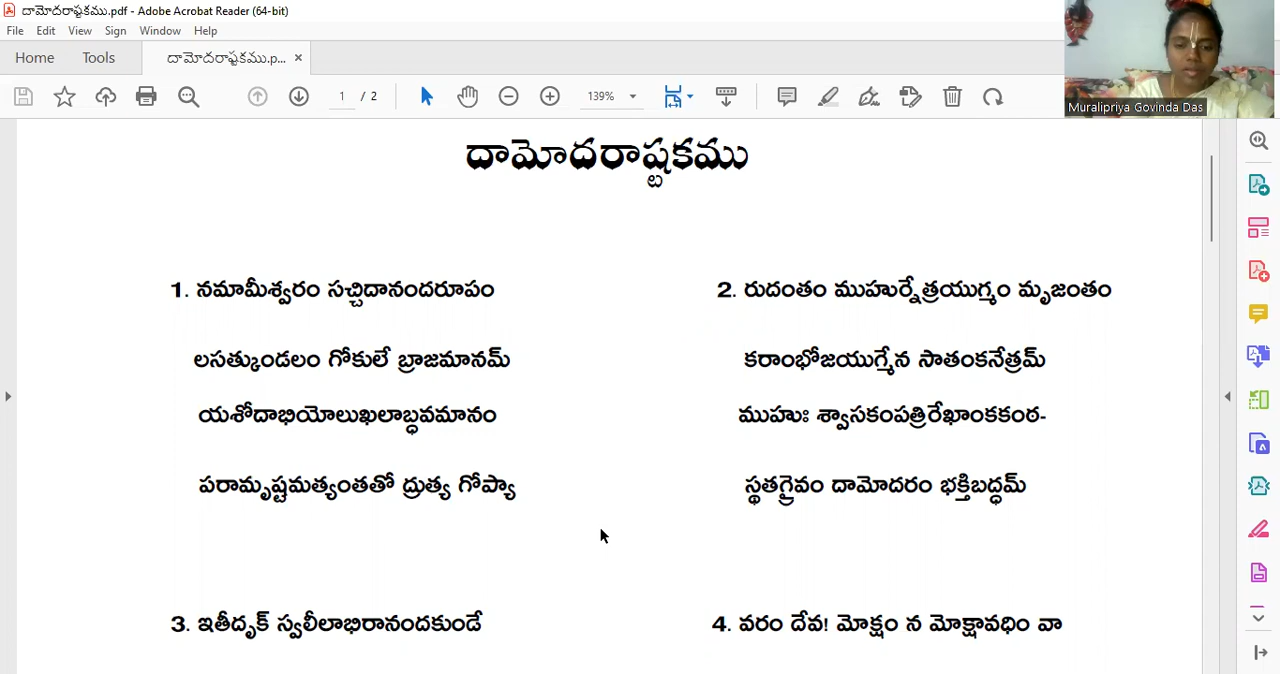 దామోదరాష్టకము.pdf - Adobe Acrobat Reader (64-bit)
File Edit View Sign Window Help
Home Tools దామోదరాష్టకము.p... ×
1 / 2 139%
Muralipriya Govinda Das
దామోదరాష్టకము
1. నమామీశ్వరం సచ్చిదానందరూపం
లసత్కుండలం గోకులే బ్రాజమానమ్
యశోదాభియోలుఖలాబ్ధవమానం
పరామృష్టమత్యంతతో ద్రుత్య గోప్యా
2. రుదంతం ముహుర్నేత్రయుగ్మం మృజంతం
కరాంభోజయుగ్మేన సాతంకనేత్రమ్
ముహుః శ్వాసకంపత్రిరేఖాంకకంఠ-
స్థతగ్రైవం దామోదరం భక్తిబద్ధమ్
3. ఇతీదృక్ స్వలీలాభిరానందకుండే
4. వరం దేవ! మోక్షం న మోక్షావధిం వా